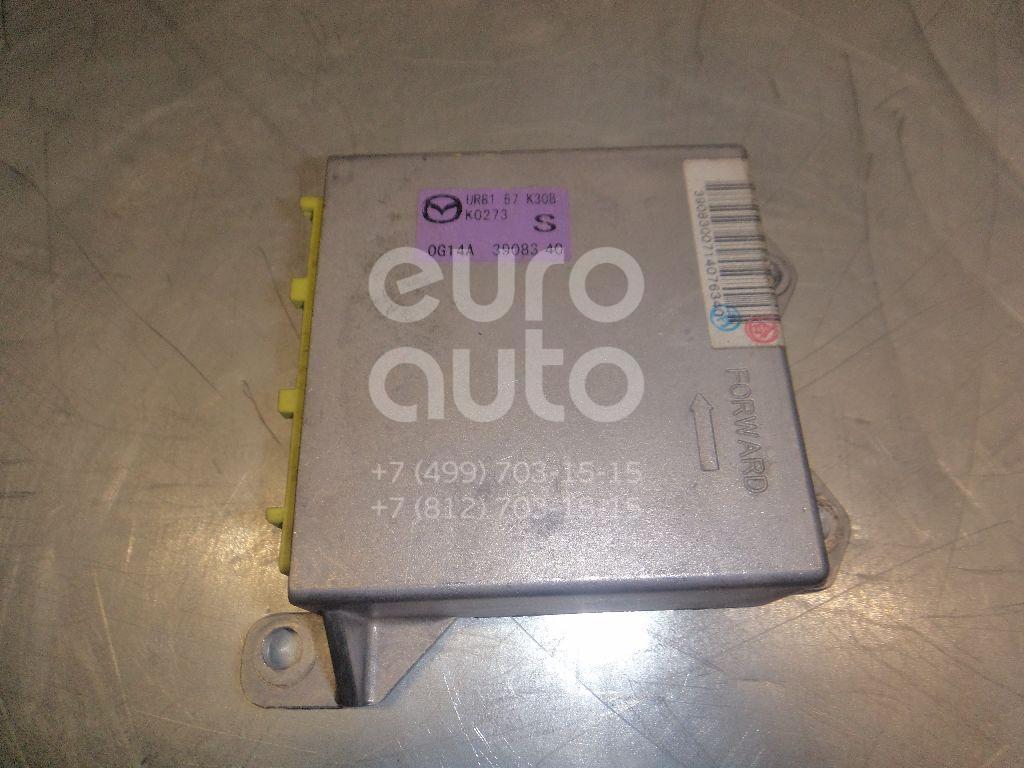 UR61 57 K30B
K0273
S
0G14A 39083-40
FORWARD
euro
auto
+7 (499) 703-15-15
+7 (812) 703-15-15